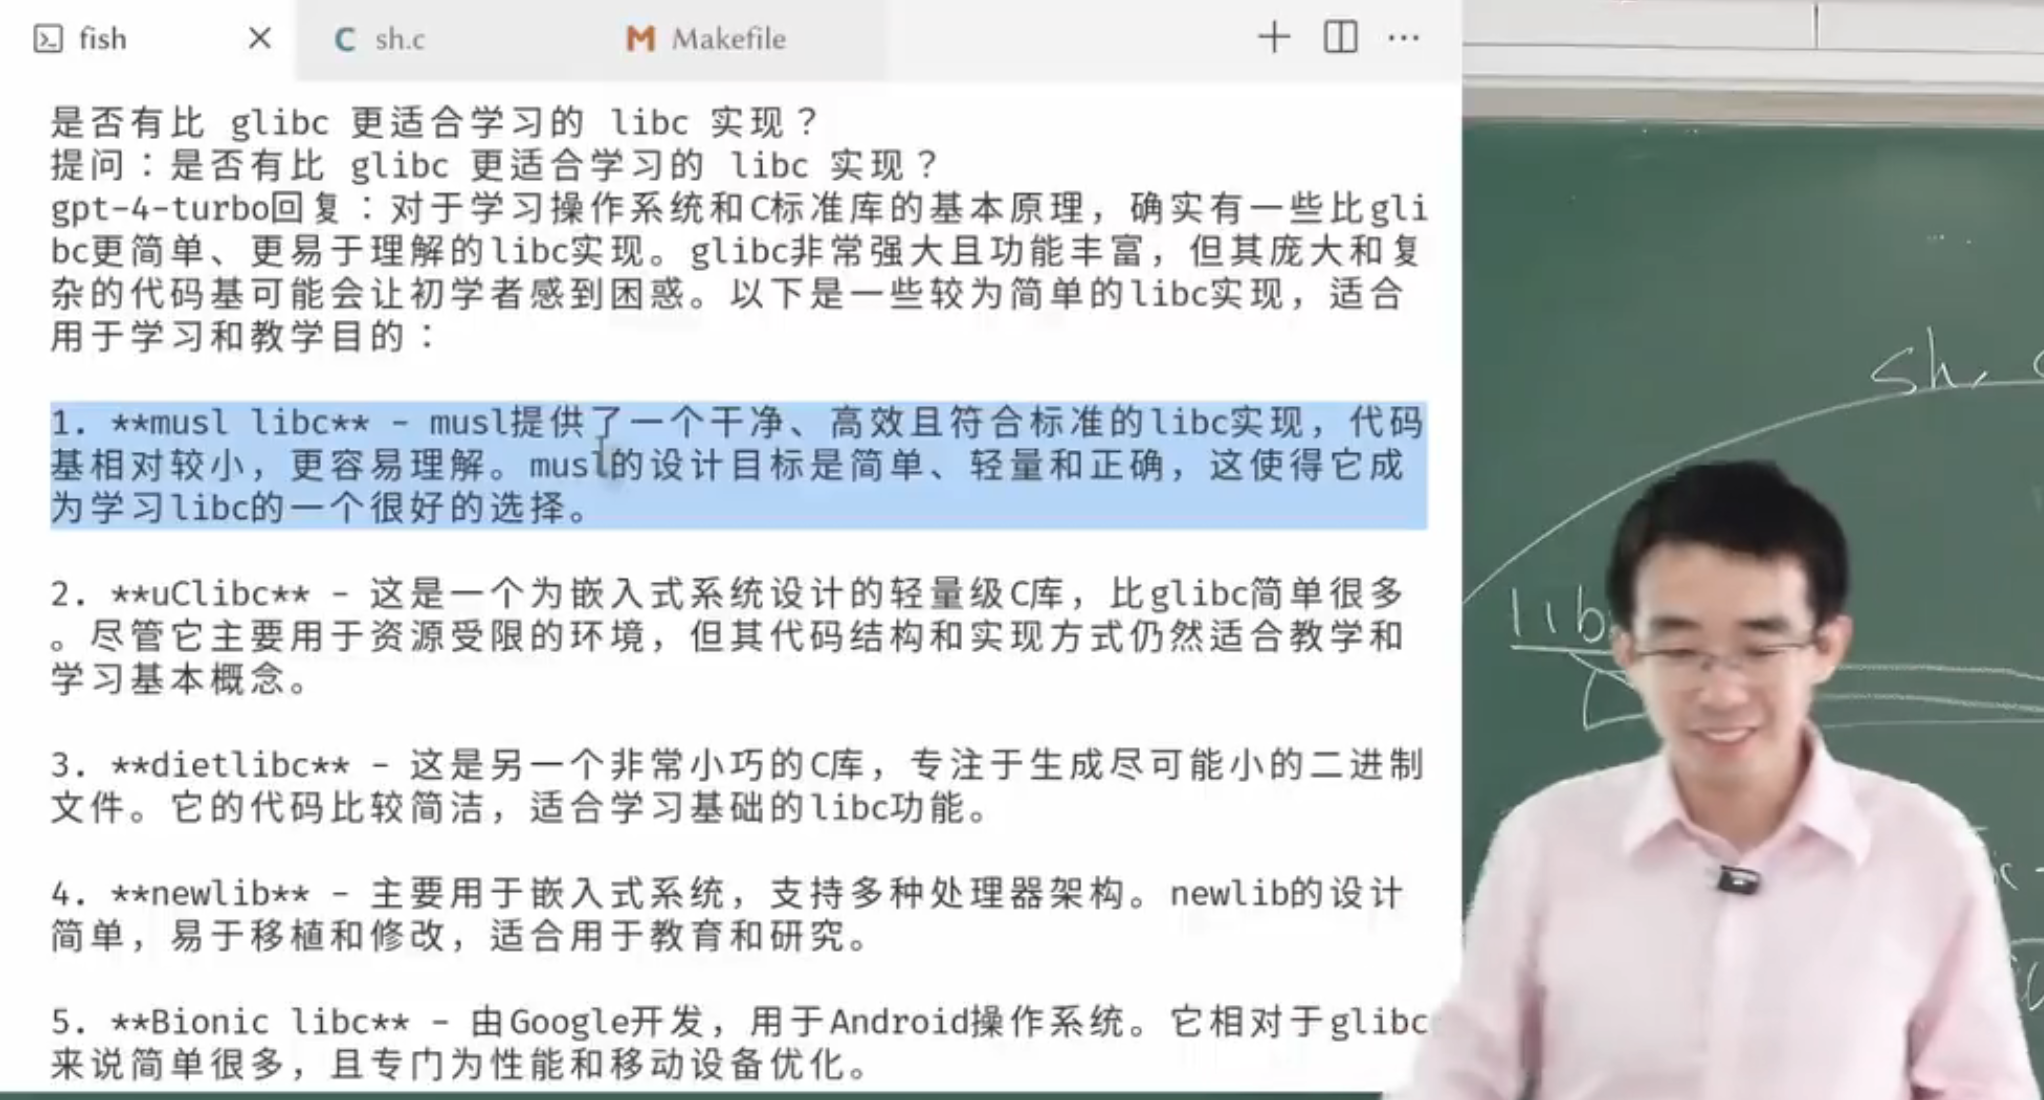 fish
sh.c
Makefile
是否有比 glibc 更适合学习的 libc 实现？
提问：是否有比 glibc 更适合学习的 libc 实现？
gpt-4-turbo回复：对于学习操作系统和C标准库的基本原理，确实有一些比gli
bc更简单、更易于理解的libc实现。glibc非常强大且功能丰富，但其庞大和复
杂的代码基可能会让初学者感到困惑。以下是一些较为简单的libc实现，适合
用于学习和教学目的：
1. **musl libc** - musl提供了一个干净、高效且符合标准的libc实现，代码
基相对较小，更容易理解。musl的设计目标是简单、轻量和正确，这使得它成
为学习libc的一个很好的选择。
2. **uClibc** - 这是一个为嵌入式系统设计的轻量级C库，比glibc简单很多
。尽管它主要用于资源受限的环境，但其代码结构和实现方式仍然适合教学和
学习基本概念。
3. **dietlibc** - 这是另一个非常小巧的C库，专注于生成尽可能小的二进制
文件。它的代码比较简洁，适合学习基础的libc功能。
4. **newlib** - 主要用于嵌入式系统，支持多种处理器架构。newlib的设计
简单，易于移植和修改，适合用于教育和研究。
5. **Bionic libc** - 由Google开发，用于Android操作系统。它相对于glibc
来说简单很多，且专门为性能和移动设备优化。
sh.
lib